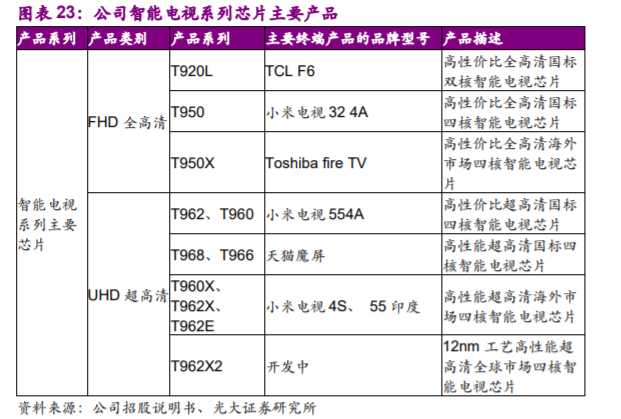 图表 23：公司智能电视系列芯片主要产品
产品系列 产品类别 产品系列 主要终端产品的品牌型号 产品描述
智能电视
系列主要
芯片
FHD 全高清
T920L
TCL F6
高性价比全高清国标
双核智能电视芯片
T950
小米电视 32 4A
高性价比全高清国标
四核智能电视芯片
T950X
Toshiba fire TV
高性价比全高清海外
市场四核智能电视芯
片
UHD 超高清
T962、T960
小米电视 554A
高性价比超高清国标
四核智能电视芯片
T968、T966
天猫魔屏
高性能超高清国标四
核智能电视芯片
T960X、
T962X、
T962E
小米电视 4S、 55 印度
高性能超高清海外市
场四核智能电视芯片
T962X2
开发中
12nm 工艺高性能超
高清全球市场四核智
能电视芯片
资料来源：公司招股说明书、光大证券研究所